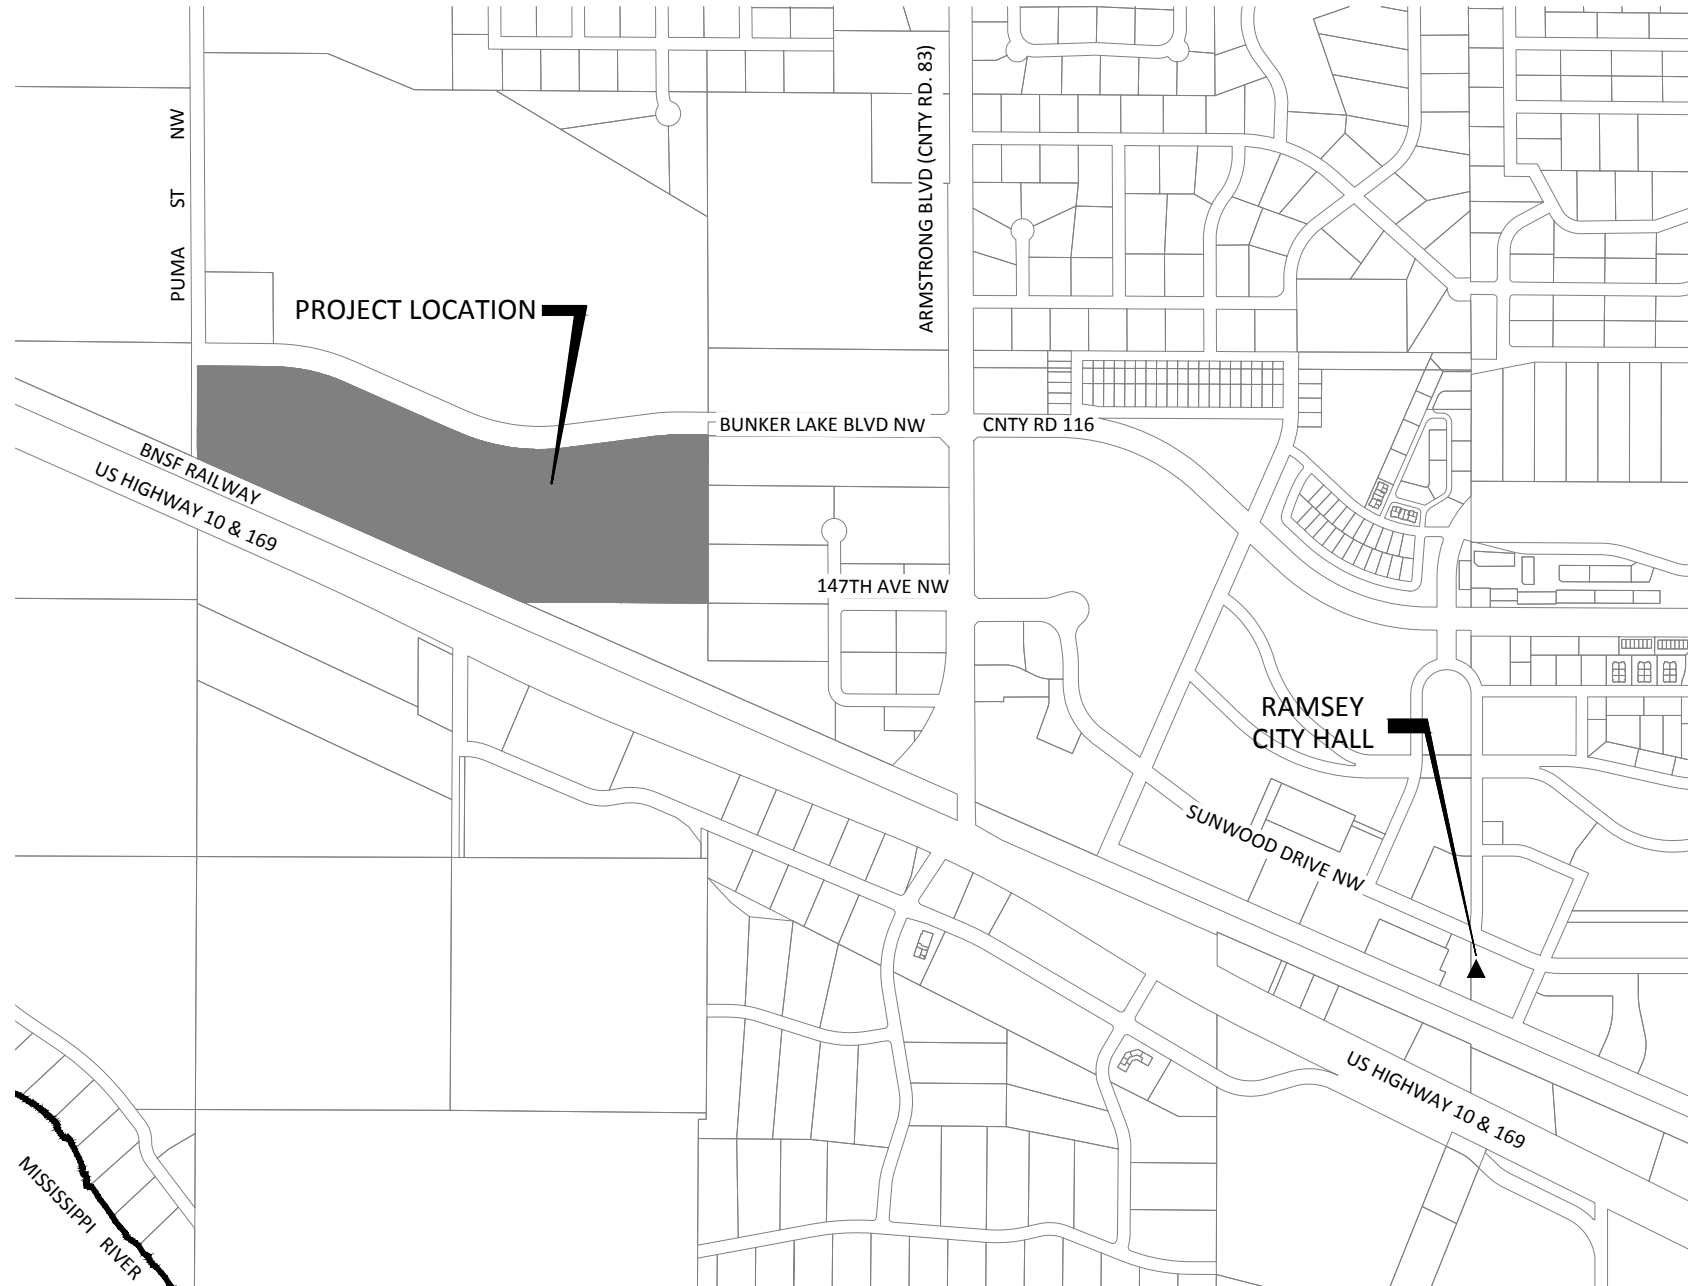 PUMA ST NW
ARMSTRONG BLVD (CNTY RD. 83)
PROJECT LOCATION
BUNKER LAKE BLVD NW
CNTY RD 116
BNSF RAILWAY
US HIGHWAY 10 & 169
147TH AVE NW
RAMSEY
CITY HALL
SUNWOOD DRIVE NW
US HIGHWAY 10 & 169
MISSISSIPPI RIVER